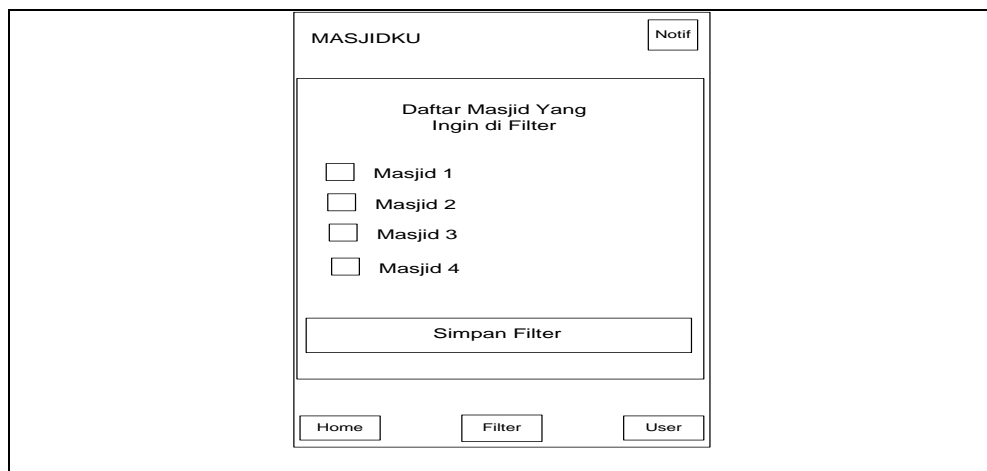 MASJIDKU
Notif
Daftar Masjid Yang
Ingin di Filter
Masjid 1
Masjid 2
Masjid 3
Masjid 4
Simpan Filter
Home
Filter
User